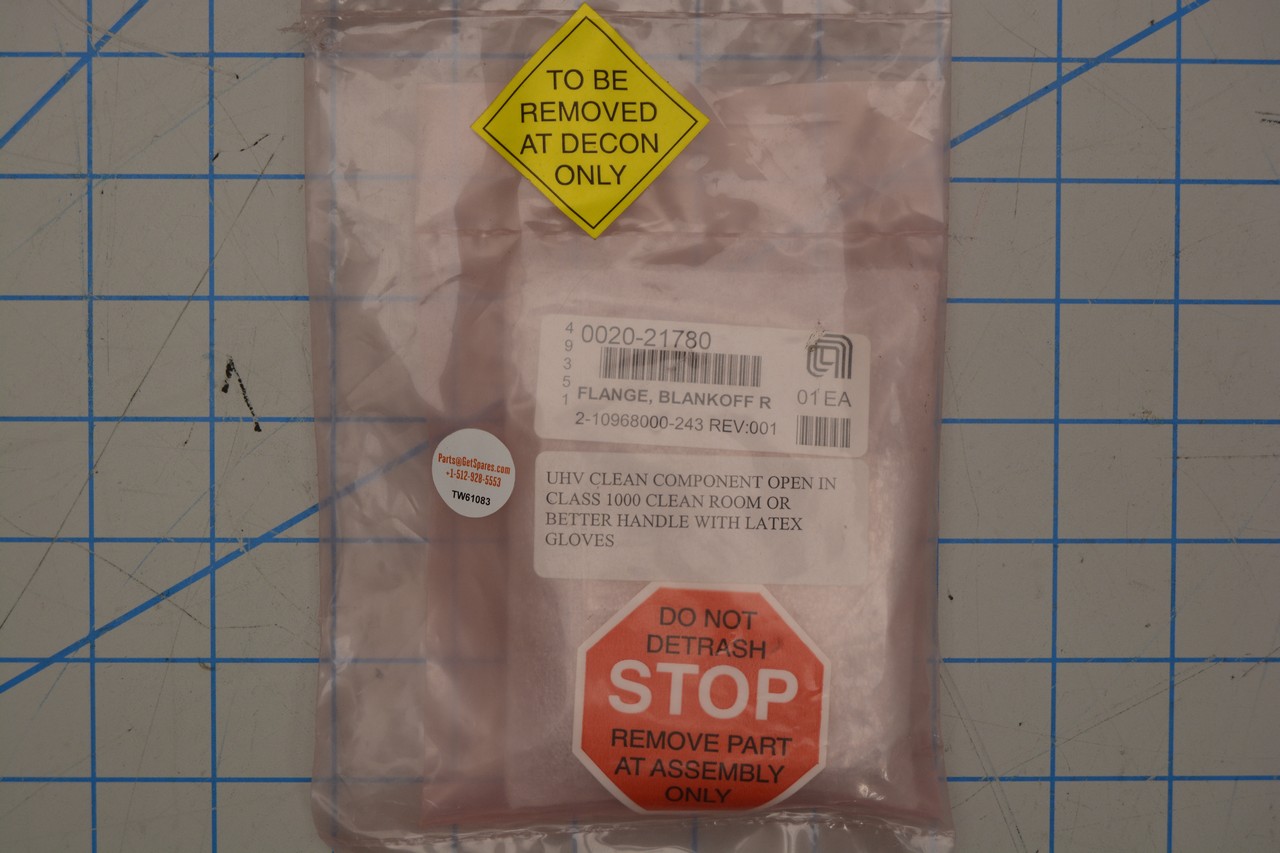 TO BE
REMOVED
AT DECON
ONLY
4 9 3 5 1
0020-21780
FLANGE, BLANKOFF R
01 EA
2-10968000-243 REV:001
Parts@GetSpares.com
+1-512-928-5553
TW61083
UHV CLEAN COMPONENT OPEN IN
CLASS 1000 CLEAN ROOM OR
BETTER HANDLE WITH LATEX
GLOVES
DO NOT
DETRASH
STOP
REMOVE PART
AT ASSEMBLY
ONLY